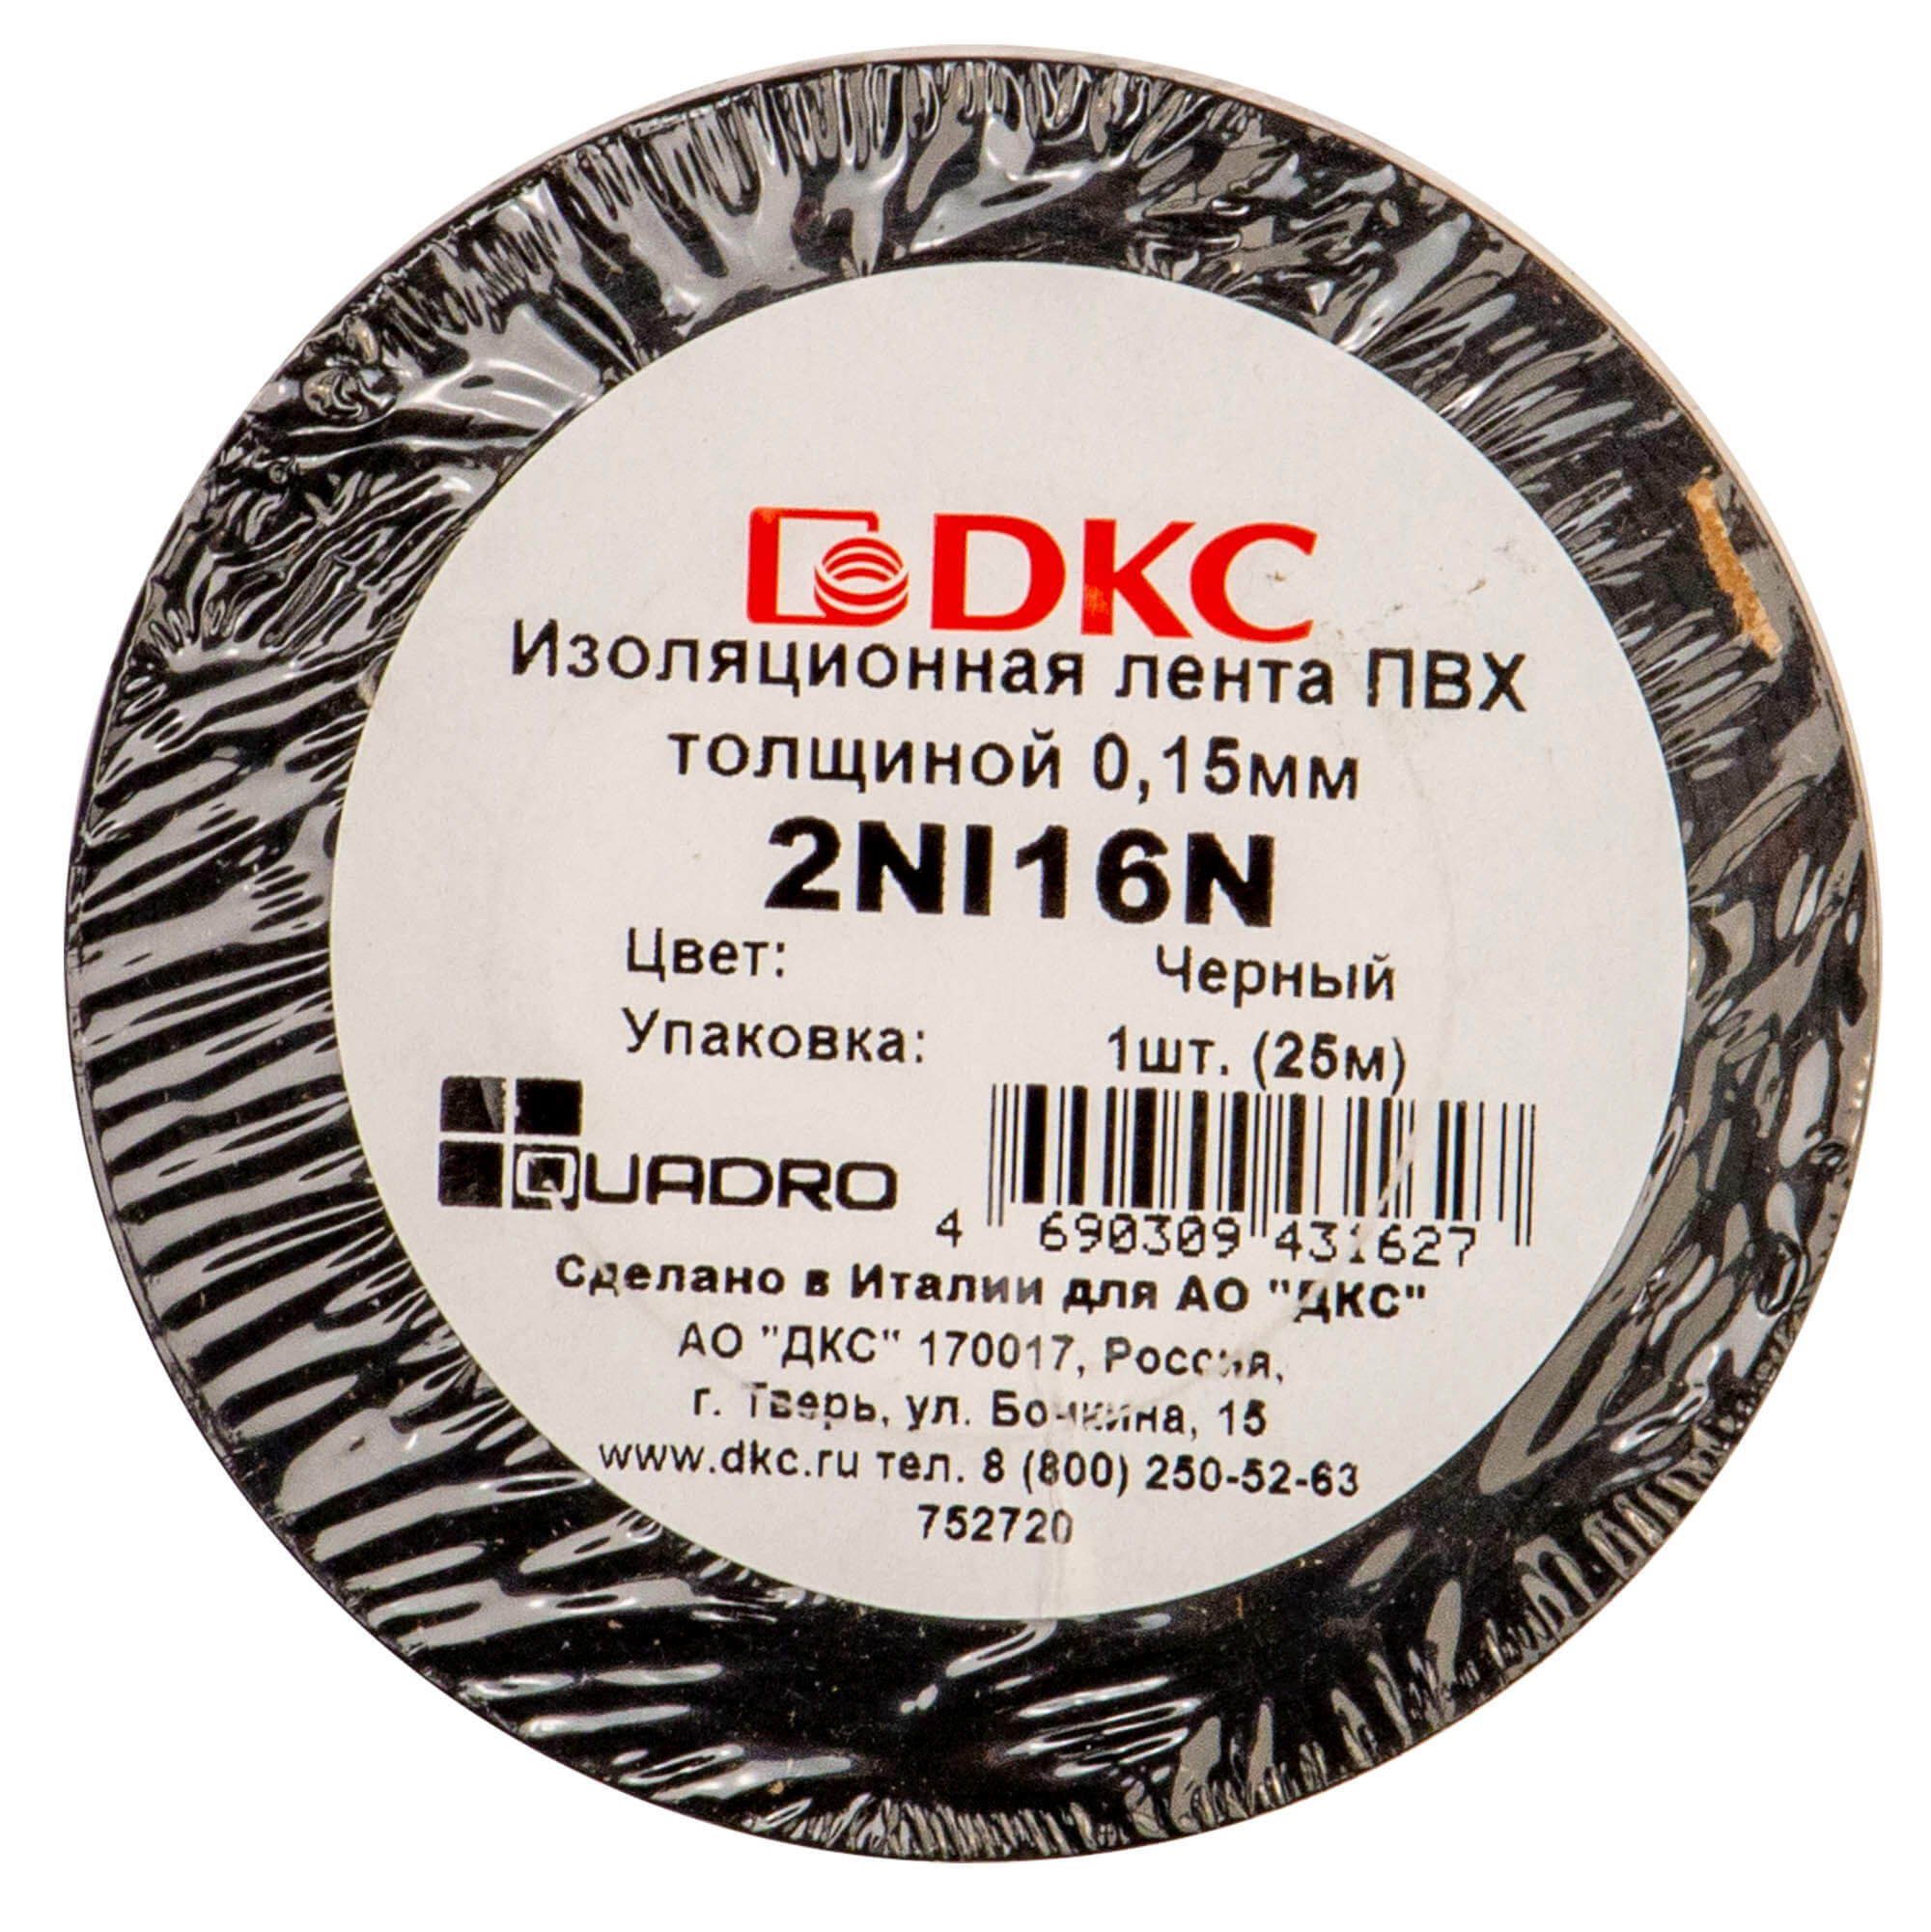 DKC
Изоляционная лента ПВХ
толщиной 0,15мм
2NI16N
Цвет: Черный
Упаковка: 1шт. (25м)
QUADRO
4 690309 431627
Сделано в Италии для АО "ДКС"
АО "ДКС" 170017, Россия,
г. Тверь, ул. Бочкина, 15
www.dkc.ru тел. 8 (800) 250-52-63
752720